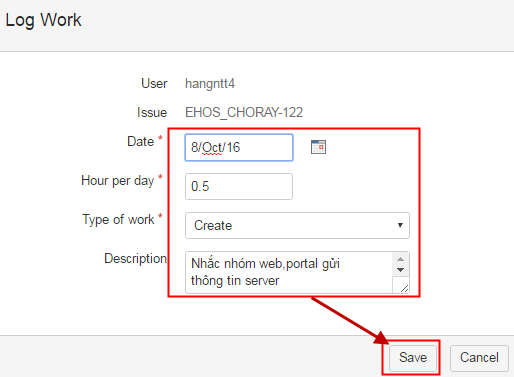 Log Work
User hangntt4
Issue EHOS_CHORAY-122
Date * 8/Oct/16
Hour per day * 0.5
Type of work * Create
Description Nhắc nhóm web,portal gửi
thông tin server
Save Cancel